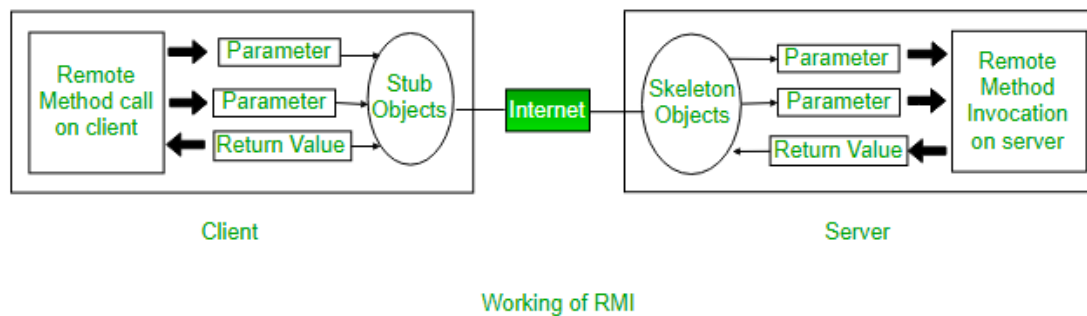 Remote
Method call
on client
Parameter
Parameter
Return Value
Stub
Objects
Internet
Skeleton
Objects
Parameter
Parameter
Return Value
Remote
Method
Invocation
on server
Client
Server
Working of RMI